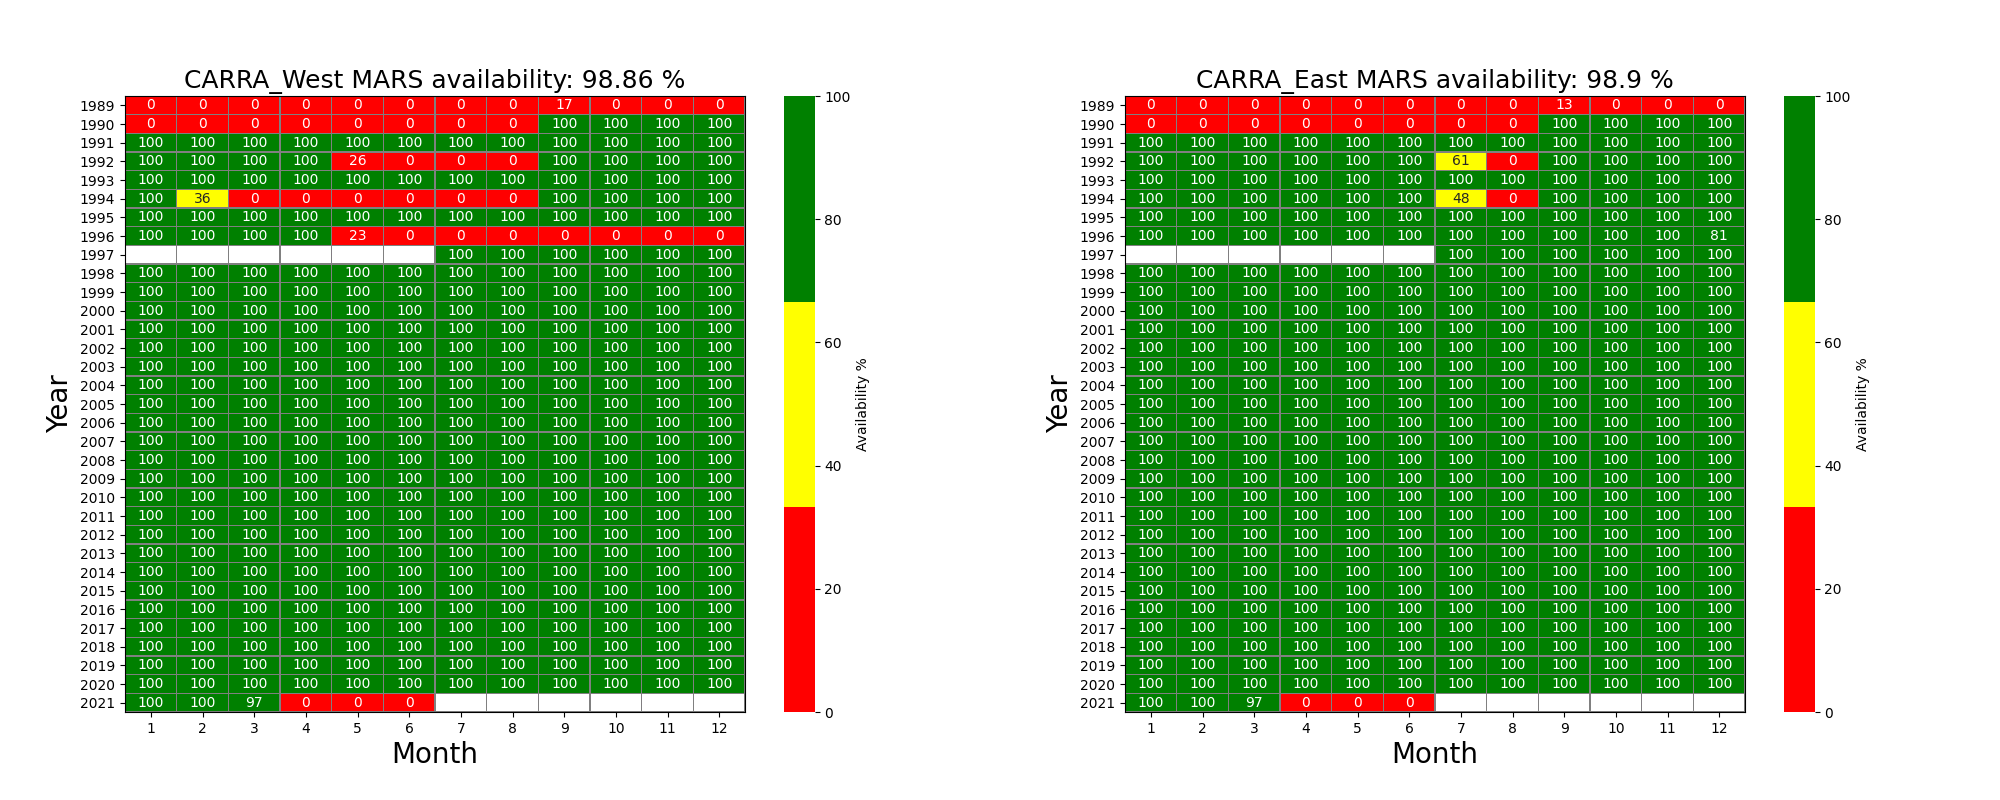 CARRA_West MARS availability: 98.86 %
1989 0 0 0 0 0 0 0 0 17 0 0 0
1990 0 0 0 0 0 0 0 0 100 100 100 100
1991 100 100 100 100 100 100 100 100 100 100 100 100
1992 100 100 100 100 26 0 0 0 100 100 100 100
1993 100 100 100 100 100 100 100 100 100 100 100 100
1994 100 36 0 0 0 0 0 0 100 100 100 100
1995 100 100 100 100 100 100 100 100 100 100 100 100
1996 100 100 100 100 23 0 0 0 0 0 0 0
1997 100 100 100 100 100 100
1998 100 100 100 100 100 100 100 100 100 100 100 100
1999 100 100 100 100 100 100 100 100 100 100 100 100
2000 100 100 100 100 100 100 100 100 100 100 100 100
2001 100 100 100 100 100 100 100 100 100 100 100 100
2002 100 100 100 100 100 100 100 100 100 100 100 100
2003 100 100 100 100 100 100 100 100 100 100 100 100
2004 100 100 100 100 100 100 100 100 100 100 100 100
2005 100 100 100 100 100 100 100 100 100 100 100 100
2006 100 100 100 100 100 100 100 100 100 100 100 100
2007 100 100 100 100 100 100 100 100 100 100 100 100
2008 100 100 100 100 100 100 100 100 100 100 100 100
2009 100 100 100 100 100 100 100 100 100 100 100 100
2010 100 100 100 100 100 100 100 100 100 100 100 100
2011 100 100 100 100 100 100 100 100 100 100 100 100
2012 100 100 100 100 100 100 100 100 100 100 100 100
2013 100 100 100 100 100 100 100 100 100 100 100 100
2014 100 100 100 100 100 100 100 100 100 100 100 100
2015 100 100 100 100 100 100 100 100 100 100 100 100
2016 100 100 100 100 100 100 100 100 100 100 100 100
2017 100 100 100 100 100 100 100 100 100 100 100 100
2018 100 100 100 100 100 100 100 100 100 100 100 100
2019 100 100 100 100 100 100 100 100 100 100 100 100
2020 100 100 100 100 100 100 100 100 100 100 100 100
2021 100 100 97 0 0 0
1 2 3 4 5 6 7 8 9 10 11 12
Month
Year
100
80
60
40
20
0
Availability %
CARRA_East MARS availability: 98.9 %
1989 0 0 0 0 0 0 0 0 13 0 0 0
1990 0 0 0 0 0 0 0 0 100 100 100 100
1991 100 100 100 100 100 100 100 100 100 100 100 100
1992 100 100 100 100 100 100 61 0 100 100 100 100
1993 100 100 100 100 100 100 100 100 100 100 100 100
1994 100 100 100 100 100 100 48 0 100 100 100 100
1995 100 100 100 100 100 100 100 100 100 100 100 100
1996 100 100 100 100 100 100 100 100 100 100 100 81
1997 100 100 100 100 100 100
1998 100 100 100 100 100 100 100 100 100 100 100 100
1999 100 100 100 100 100 100 100 100 100 100 100 100
2000 100 100 100 100 100 100 100 100 100 100 100 100
2001 100 100 100 100 100 100 100 100 100 100 100 100
2002 100 100 100 100 100 100 100 100 100 100 100 100
2003 100 100 100 100 100 100 100 100 100 100 100 100
2004 100 100 100 100 100 100 100 100 100 100 100 100
2005 100 100 100 100 100 100 100 100 100 100 100 100
2006 100 100 100 100 100 100 100 100 100 100 100 100
2007 100 100 100 100 100 100 100 100 100 100 100 100
2008 100 100 100 100 100 100 100 100 100 100 100 100
2009 100 100 100 100 100 100 100 100 100 100 100 100
2010 100 100 100 100 100 100 100 100 100 100 100 100
2011 100 100 100 100 100 100 100 100 100 100 100 100
2012 100 100 100 100 100 100 100 100 100 100 100 100
2013 100 100 100 100 100 100 100 100 100 100 100 100
2014 100 100 100 100 100 100 100 100 100 100 100 100
2015 100 100 100 100 100 100 100 100 100 100 100 100
2016 100 100 100 100 100 100 100 100 100 100 100 100
2017 100 100 100 100 100 100 100 100 100 100 100 100
2018 100 100 100 100 100 100 100 100 100 100 100 100
2019 100 100 100 100 100 100 100 100 100 100 100 100
2020 100 100 100 100 100 100 100 100 100 100 100 100
2021 100 100 97 0 0 0
1 2 3 4 5 6 7 8 9 10 11 12
Month
Year
100
80
60
40
20
0
Availability %